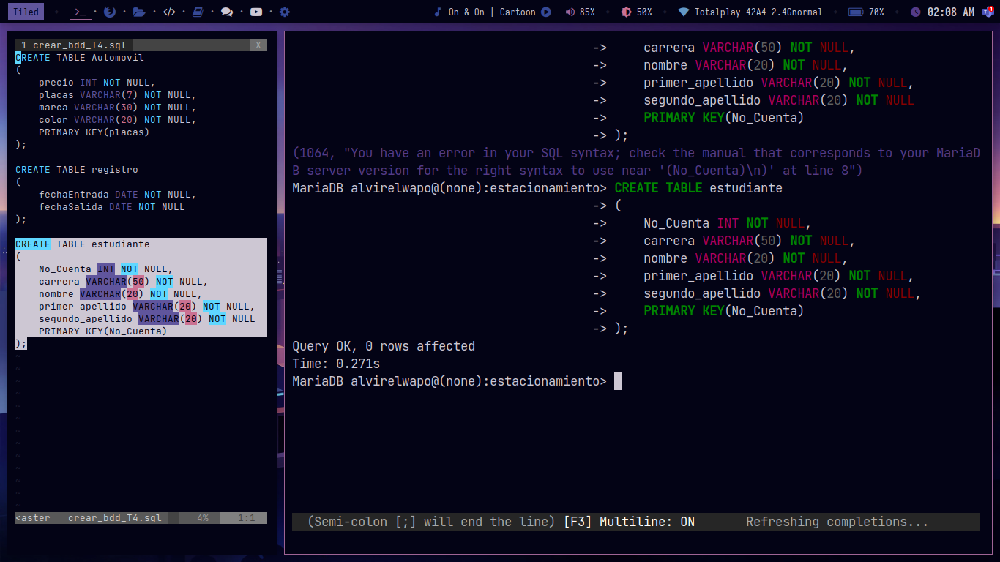 Tiled
On & On | Cartoon
85%
50%
Totalplay-42A4_2.4Gnormal
70%
02:08 AM
1
1 crear_bdd_T4.sql X
CREATE TABLE Automovil
(
    precio INT NOT NULL,
    placas VARCHAR(7) NOT NULL,
    marca VARCHAR(30) NOT NULL,
    color VARCHAR(20) NOT NULL,
    PRIMARY KEY(placas)
);
CREATE TABLE registro
(
    fechaEntrada DATE NOT NULL,
    fechaSalida DATE NOT NULL
);
CREATE TABLE estudiante
(
    No_Cuenta INT NOT NULL,
    carrera VARCHAR(50) NOT NULL,
    nombre VARCHAR(20) NOT NULL,
    primer_apellido VARCHAR(20) NOT NULL,
    segundo_apellido VARCHAR(20) NOT NULL
    PRIMARY KEY(No_Cuenta)
);
~
~
~
~
~
~
~
~
~
~
~
~
~
<aster crear_bdd_T4.sql 4% 1:1
->     carrera VARCHAR(50) NOT NULL,
->     nombre VARCHAR(20) NOT NULL,
->     primer_apellido VARCHAR(20) NOT NULL,
->     segundo_apellido VARCHAR(20) NOT NULL
->     PRIMARY KEY(No_Cuenta)
-> );
(1064, "You have an error in your SQL syntax; check the manual that corresponds to your MariaD
B server version for the right syntax to use near '(No_Cuenta)\n)' at line 8")
MariaDB alvirelwapo@(none):estacionamiento> CREATE TABLE estudiante
-> (
->     No_Cuenta INT NOT NULL,
->     carrera VARCHAR(50) NOT NULL,
->     nombre VARCHAR(20) NOT NULL,
->     primer_apellido VARCHAR(20) NOT NULL,
->     segundo_apellido VARCHAR(20) NOT NULL,
->     PRIMARY KEY(No_Cuenta)
-> );
Query OK, 0 rows affected
Time: 0.271s
MariaDB alvirelwapo@(none):estacionamiento>
(Semi-colon [;] will end the line) [F3] Multiline: ON Refreshing completions...